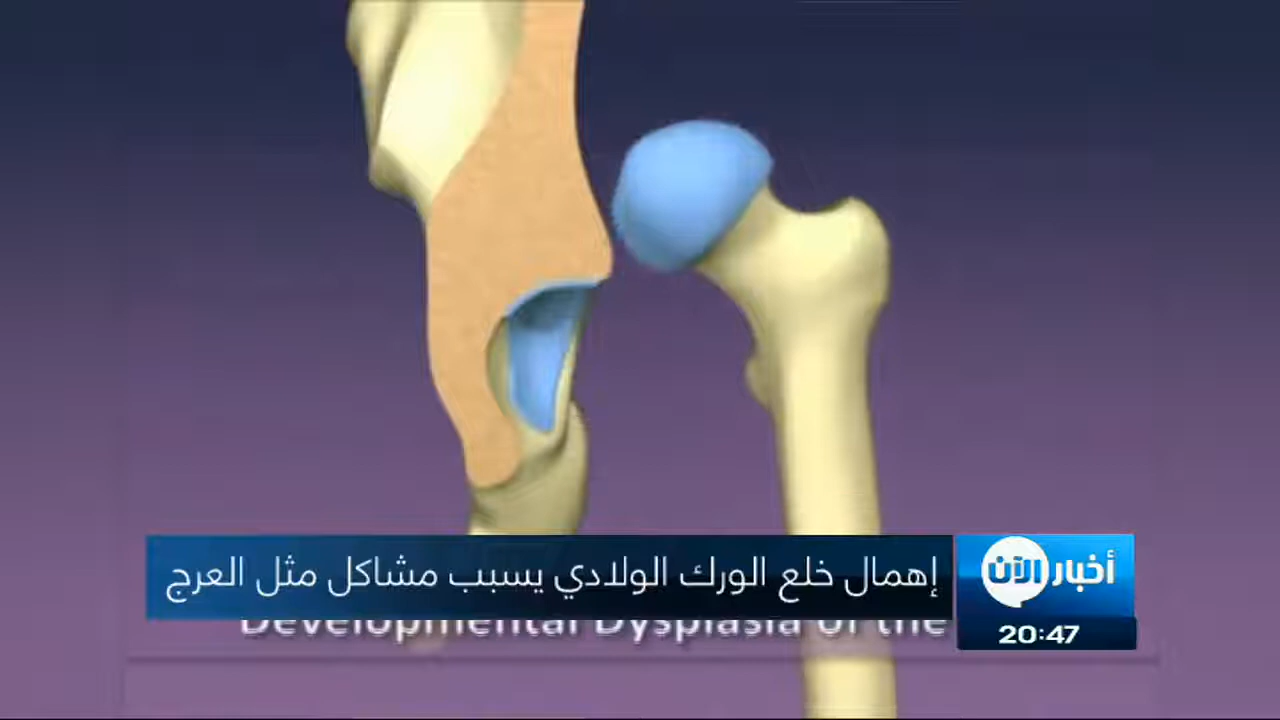 إهمال خلع الورك الولادي يسبب مشاكل مثل العرج
أخبار الآن
20:47
Developmental Dysplasia of the